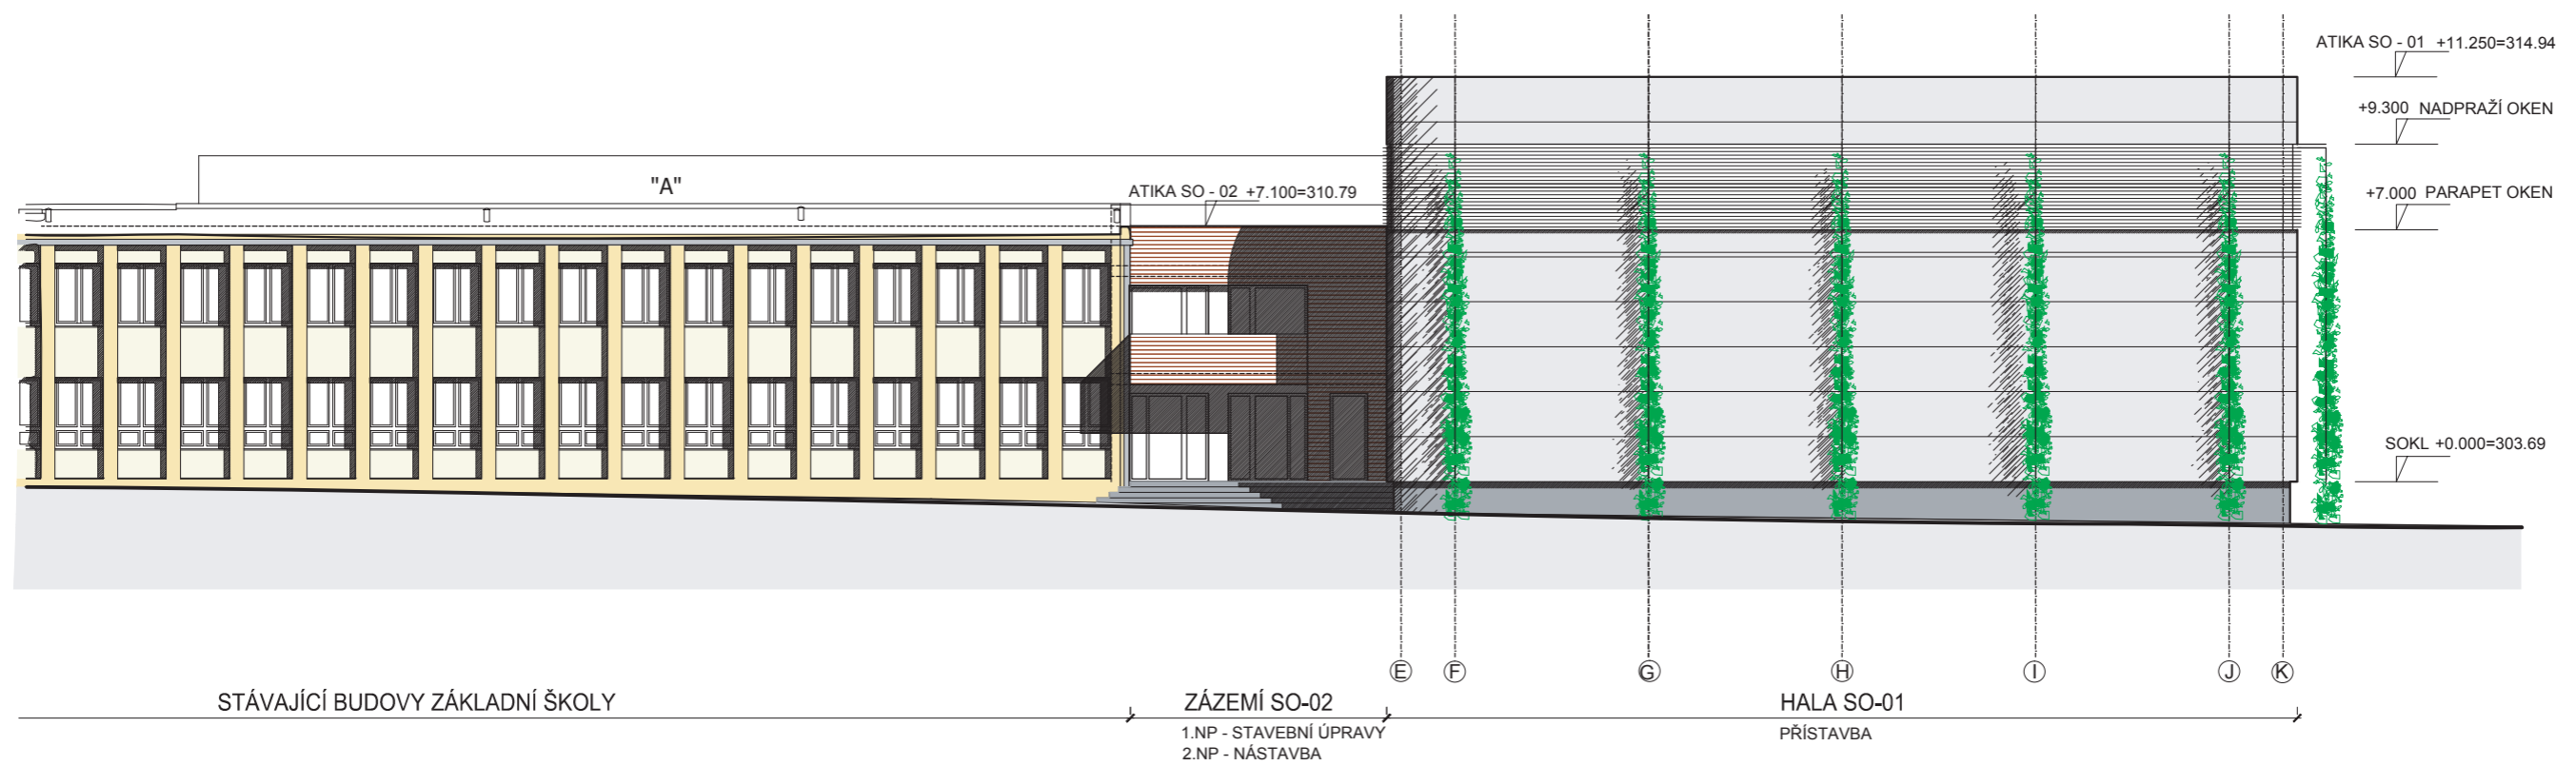 ATIKA SO - 01 +11.250=314.94
+9.300 NADPRAŽÍ OKEN
"A"
ATIKA SO - 02 +7.100=310.79
+7.000 PARAPET OKEN
SOKL +0.000=303.69
E F G H I J K
STÁVAJÍCÍ BUDOVY ZÁKLADNÍ ŠKOLY
ZÁZEMÍ SO-02
1.NP - STAVEBNÍ ÚPRAVY
2.NP - NÁSTAVBA
HALA SO-01
PŘÍSTAVBA